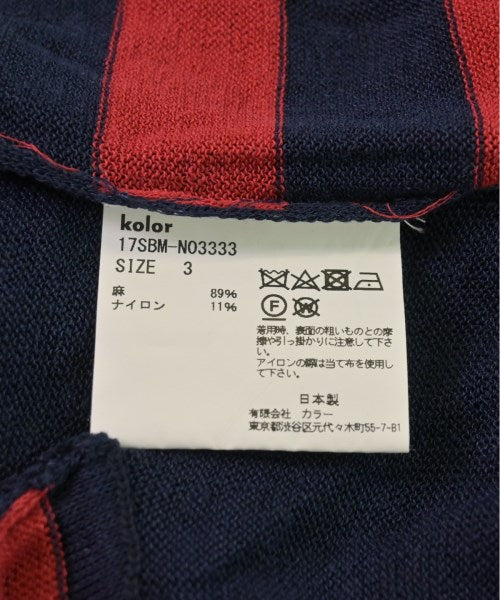 kolor
17SBM-N03333
SIZE 3
麻 89%
ナイロン 11%
F W
着用時、表面の粗いものとの摩
擦や引っ掛かりに注意して下さ
い。
アイロンの際は当て布を使用し
て下さい。
日本製
有限会社 カラー
東京都渋谷区元代々木町55-7-B1